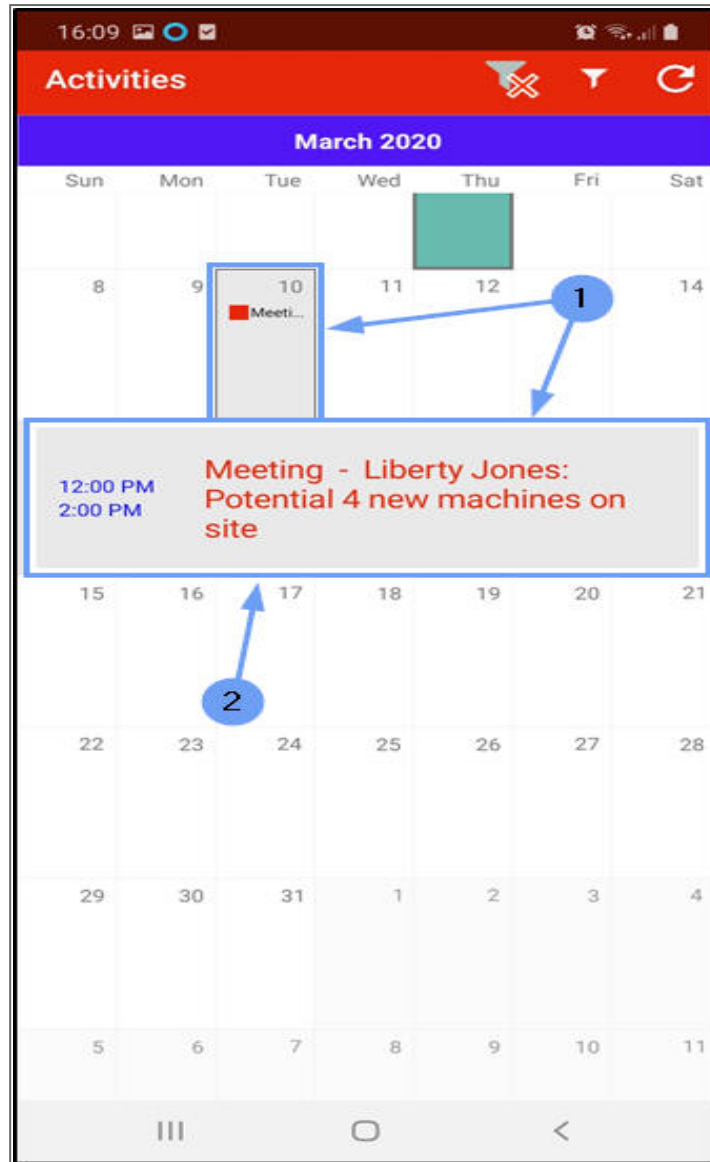 16:09
Activities
March 2020
Sun Mon Tue Wed Thu Fri Sat
8 9 10 11 12 14
Meeti...
1
12:00 PM
2:00 PM
Meeting - Liberty Jones:
Potential 4 new machines on
site
15 16 17 18 19 20 21
2
22 23 24 25 26 27 28
29 30 31 1 2 3 4
5 6 7 8 9 10 11